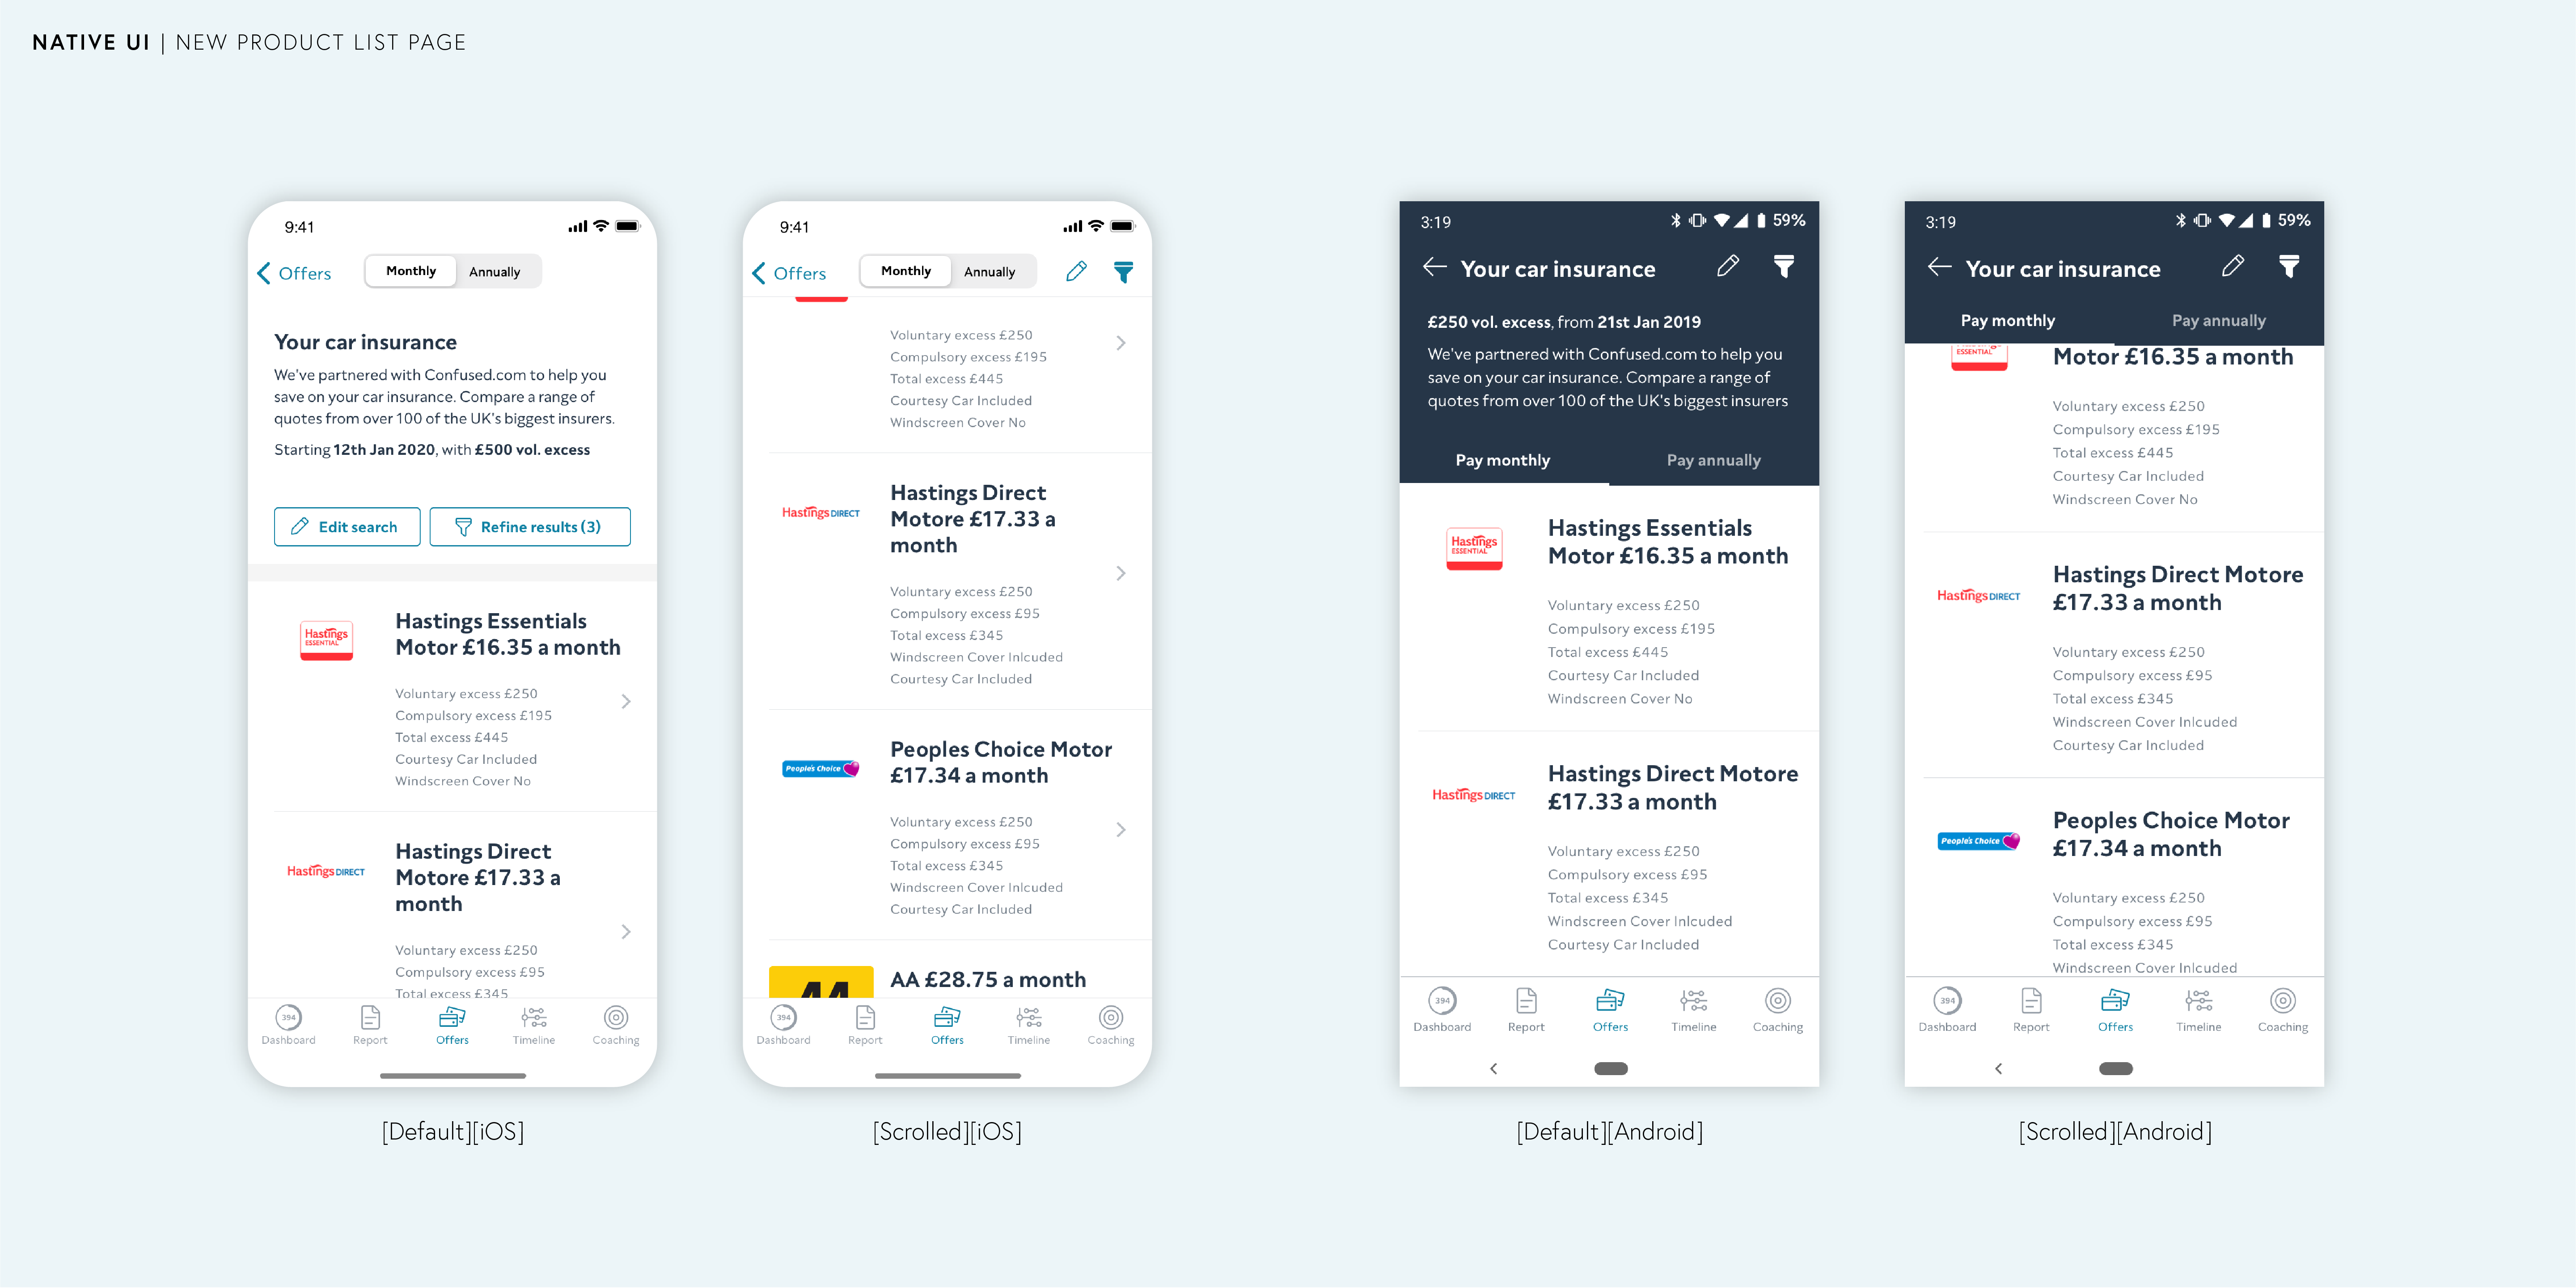 NATIVE UI | NEW PRODUCT LIST PAGE
9:41
Offers
Monthly
Annually
Your car insurance
We've partnered with Confused.com to help you
save on your car insurance. Compare a range of
quotes from over 100 of the UK's biggest insurers.
Starting 12th Jan 2020, with £500 vol. excess
Edit search
Refine results (3)
Hastings
ESSENTIAL
Hastings Essentials
Motor £16.35 a month
Voluntary excess £250
Compulsory excess £195
Total excess £445
Courtesy Car Included
Windscreen Cover No
Hastings DIRECT
Hastings Direct
Motore £17.33 a
month
Voluntary excess £250
Compulsory excess £95
Total excess £345
394
Dashboard
Report
Offers
Timeline
Coaching
[Default][iOS]
9:41
Offers
Monthly
Annually
Voluntary excess £250
Compulsory excess £195
Total excess £445
Courtesy Car Included
Windscreen Cover No
Hastings DIRECT
Hastings Direct
Motore £17.33 a
month
Voluntary excess £250
Compulsory excess £95
Total excess £345
Windscreen Cover Inlcuded
Courtesy Car Included
People's Choice
Peoples Choice Motor
£17.34 a month
Voluntary excess £250
Compulsory excess £95
Total excess £345
Windscreen Cover Inlcuded
Courtesy Car Included
AA
AA £28.75 a month
394
Dashboard
Report
Offers
Timeline
Coaching
[Scrolled][iOS]
3:19
59%
Your car insurance
£250 vol. excess, from 21st Jan 2019
We've partnered with Confused.com to help you
save on your car insurance. Compare a range of
quotes from over 100 of the UK's biggest insurers
Pay monthly
Pay annually
Hastings
ESSENTIAL
Hastings Essentials
Motor £16.35 a month
Voluntary excess £250
Compulsory excess £195
Total excess £445
Courtesy Car Included
Windscreen Cover No
Hastings DIRECT
Hastings Direct Motore
£17.33 a month
Voluntary excess £250
Compulsory excess £95
Total excess £345
Windscreen Cover Inlcuded
Courtesy Car Included
394
Dashboard
Report
Offers
Timeline
Coaching
[Default][Android]
3:19
59%
Your car insurance
Pay monthly
Pay annually
ESSENTIAL
Motor £16.35 a month
Voluntary excess £250
Compulsory excess £195
Total excess £445
Courtesy Car Included
Windscreen Cover No
Hastings DIRECT
Hastings Direct Motore
£17.33 a month
Voluntary excess £250
Compulsory excess £95
Total excess £345
Windscreen Cover Inlcuded
Courtesy Car Included
People's Choice
Peoples Choice Motor
£17.34 a month
Voluntary excess £250
Compulsory excess £95
Total excess £345
Windscreen Cover Inlcuded
394
Dashboard
Report
Offers
Timeline
Coaching
[Scrolled][Android]